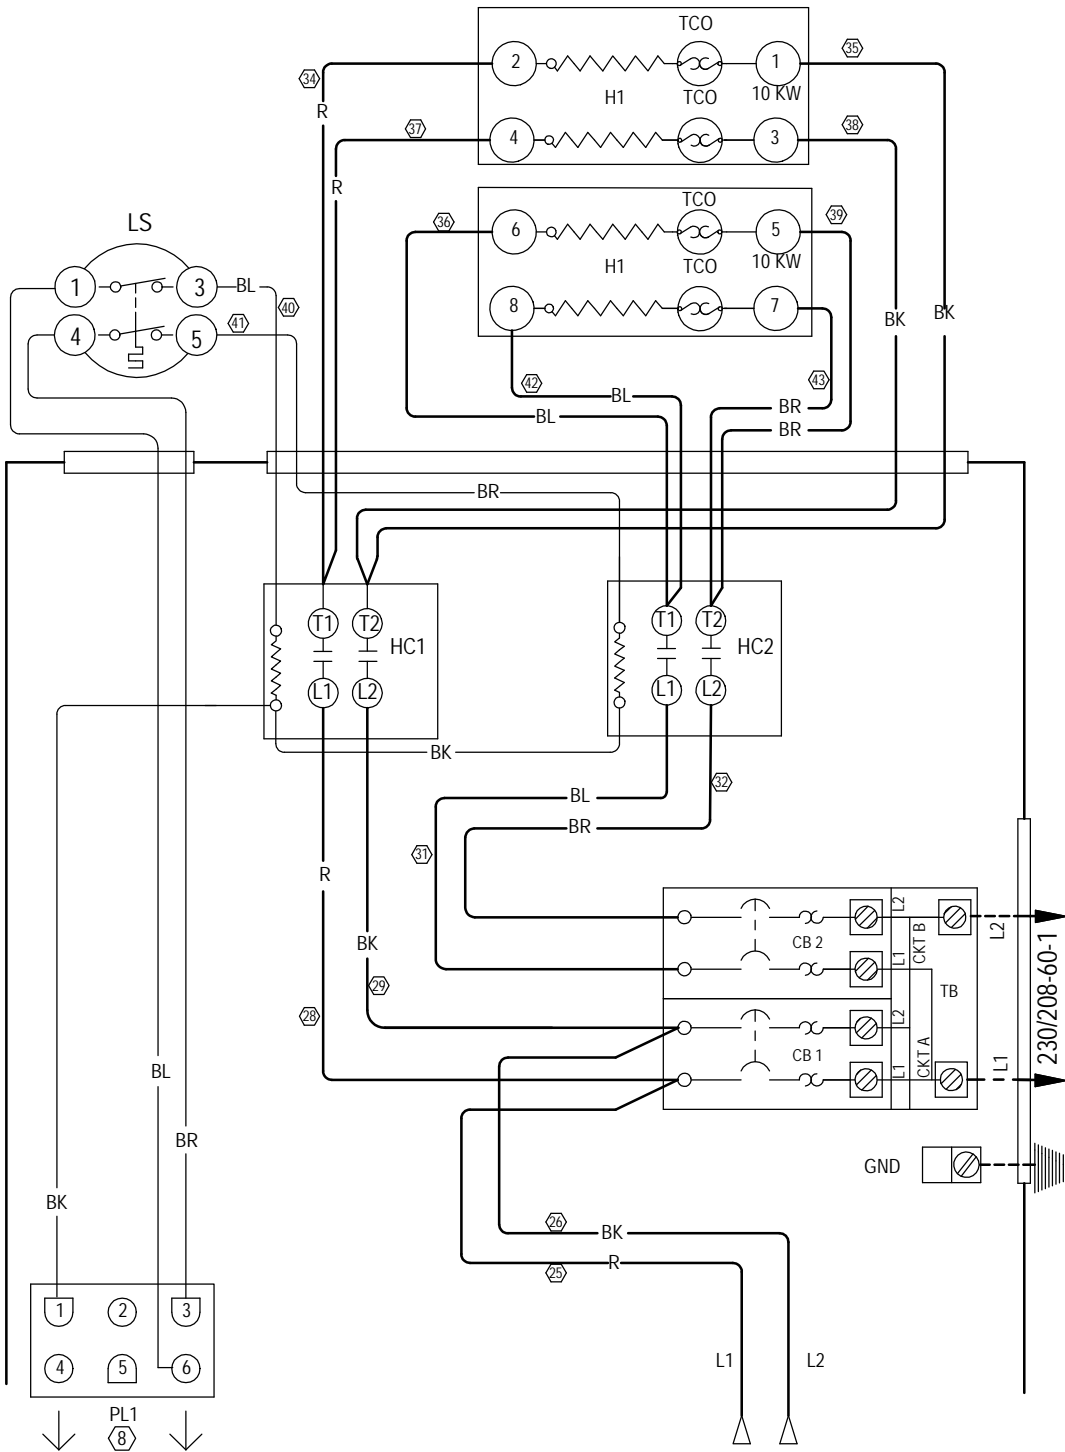 TCO
34
2
1
35
H1
TCO
10 KW
R
37
4
3
38
R
TCO
36
6
5
39
LS
H1
TCO
10 KW
1
3
BL
40
8
7
4
5
41
BK
BK
42
BL
43
BL
BR
BR
BR
T1
T2
HC1
T1
T2
HC2
L1
L2
L1
L2
BK
32
BL
BR
31
R
BK
29
28
CB 2
L2
L1
CKT B
TB
L2
CB 1
L2
L1
CKT A
L1
230/208-60-1
BL
BR
GND
BK
26
BK
R
25
1
2
3
4
5
6
L1
L2
PL1
8